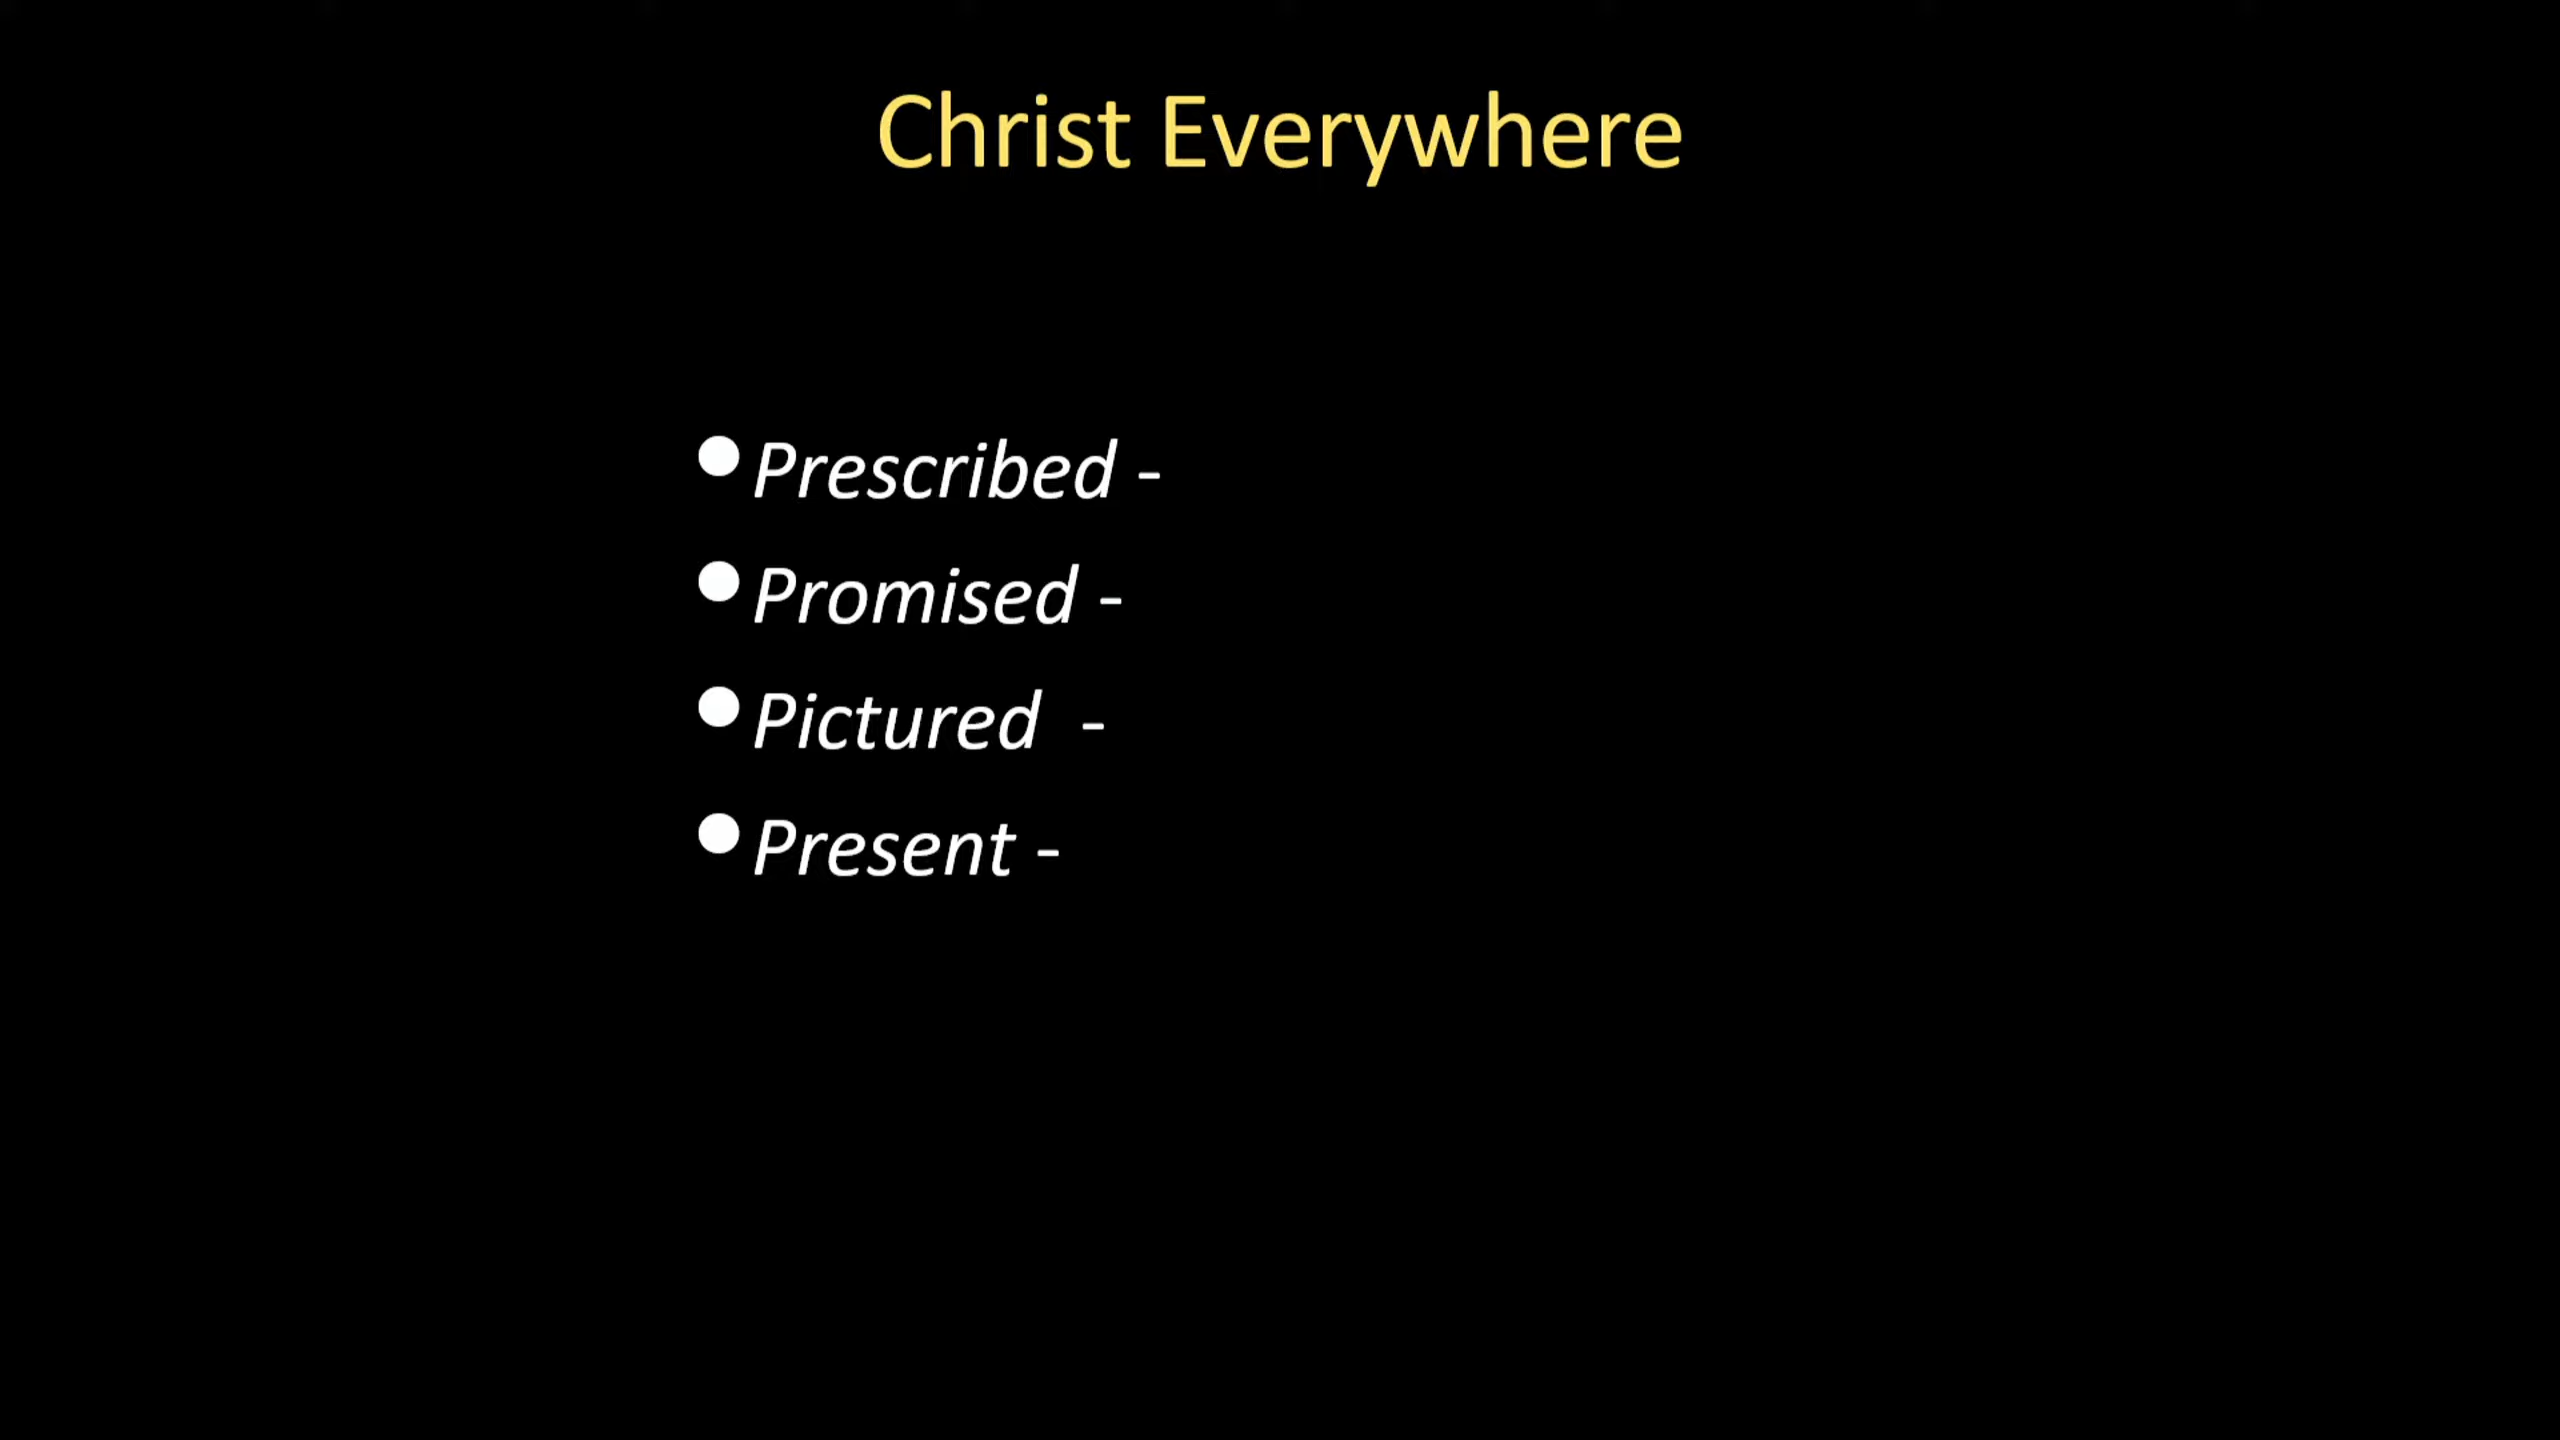 Christ Everywhere
● Prescribed -
● Promised -
● Pictured  -
● Present -